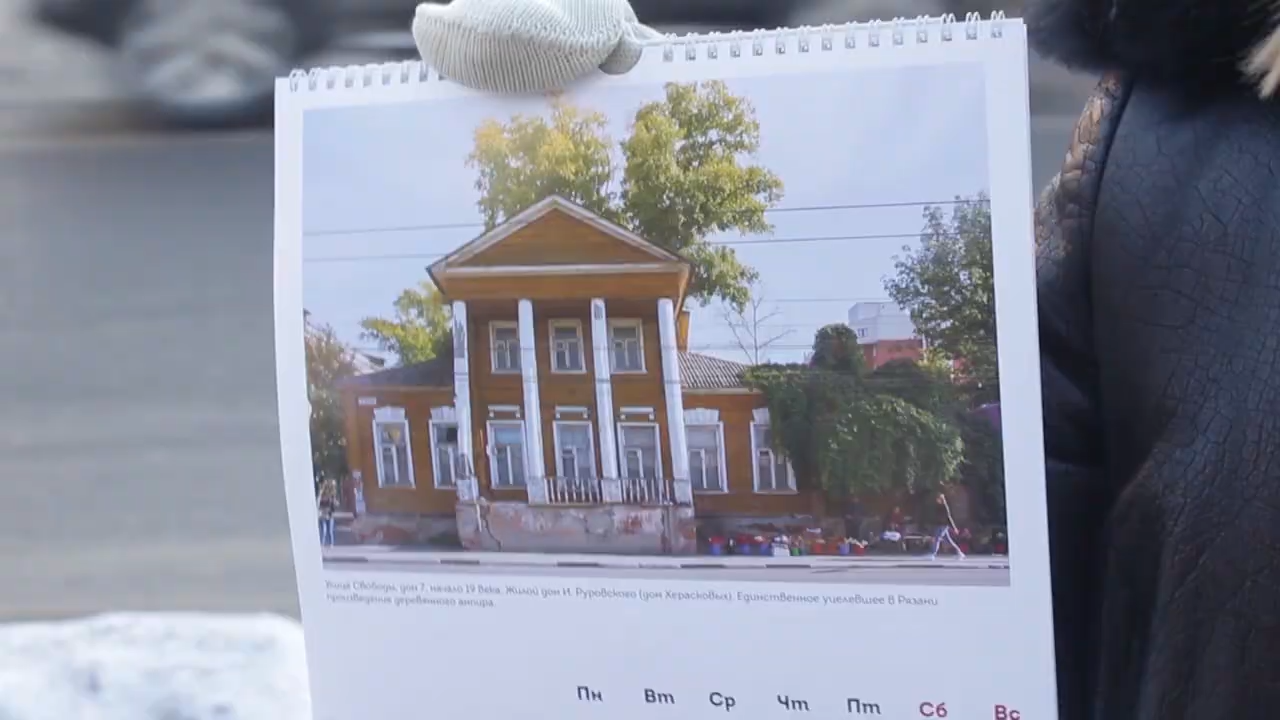 Улица Свободы, дом 7, начало 19 века. Жилой дом И. Руровского (дом Херасковых). Единственное уцелевшее в Рязани
произведение деревянного ампира.
Пн Вт Ср Чт Пт Сб Вс